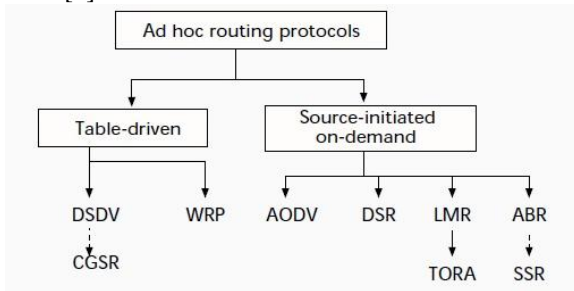 Ad hoc routing protocols
Table-driven
Source-initiated
on-demand
DSDV WRP AODV DSR LMR ABR
CGSR
TORA SSR